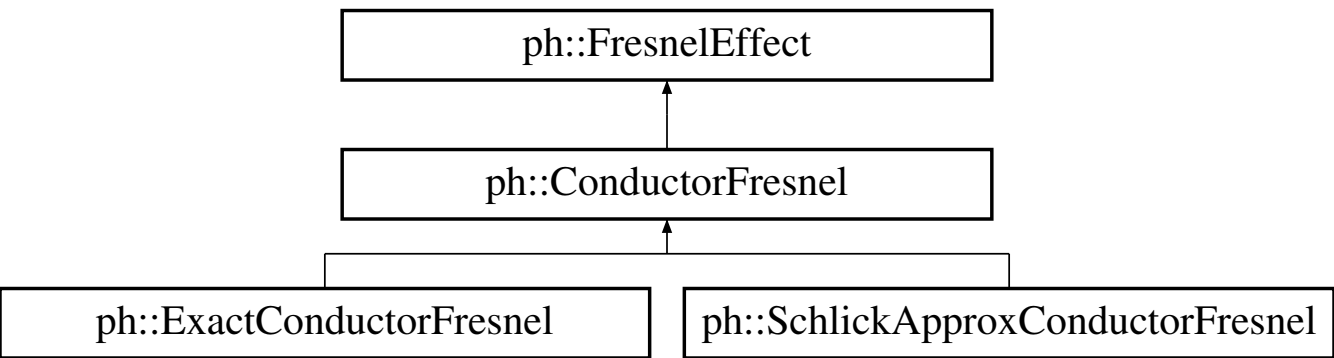 ph::FresnelEffect
ph::ConductorFresnel
ph::ExactConductorFresnel
ph::SchlickApproxConductorFresnel